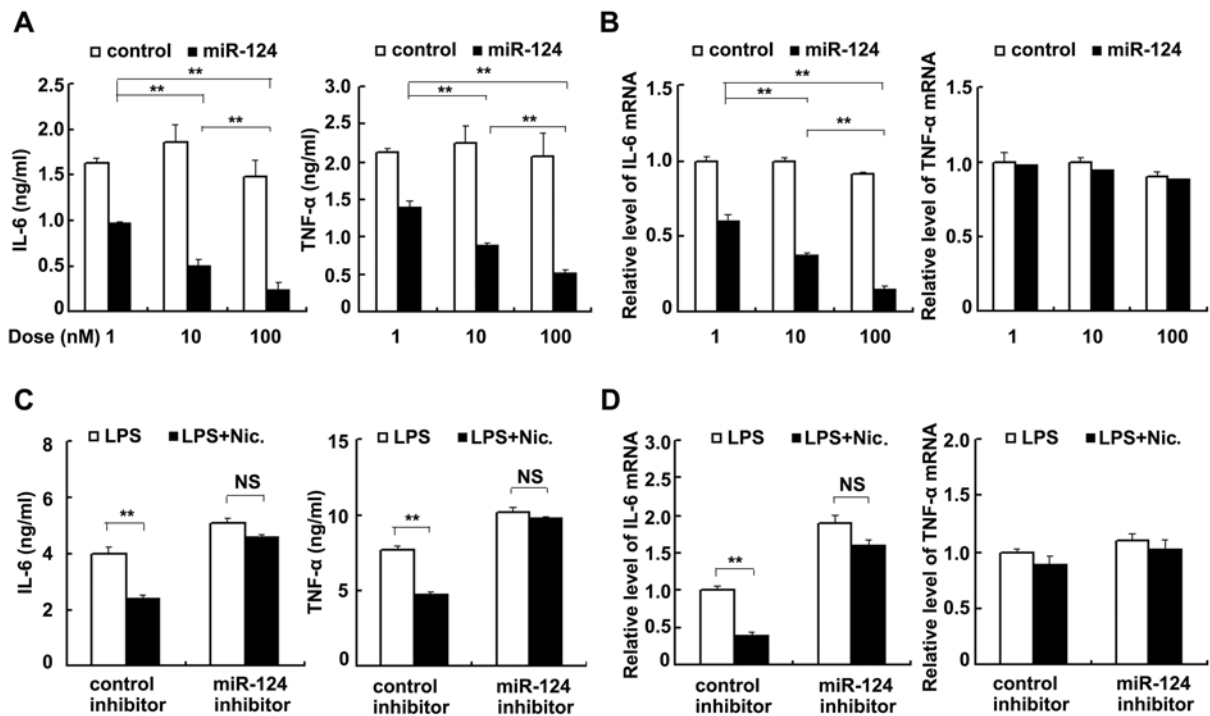 A
control miR-124
IL-6 (ng/ml)
2.5
2.0
1.5
1.0
0.5
0
**
**
**
Dose (nM) 1 10 100
control miR-124
TNF-α (ng/ml)
3.0
2.5
2.0
1.5
1.0
0.5
0
**
**
**
1 10 100
B
control miR-124
Relative level of IL-6 mRNA
1.5
1.0
0.5
0
**
**
**
1 10 100
control miR-124
Relative level of TNF-α mRNA
1.5
1.0
1.0
0
1 10 100
C
LPS LPS+Nic.
IL-6 (ng/ml)
8
6
4
2
0
**
NS
control miR-124
inhibitor inhibitor
LPS LPS+Nic.
TNF-α (ng/ml)
15
10
5
0
**
NS
control miR-124
inhibitor inhibitor
D
LPS LPS+Nic.
Relative level of IL-6 mRNA
3.0
2.5
2.0
1.5
1.0
0.5
0
**
NS
control miR-124
inhibitor inhibitor
LPS LPS+Nic.
Relative level of TNF-α mRNA
2.0
1.5
1.0
0.5
0
control miR-124
inhibitor inhibitor